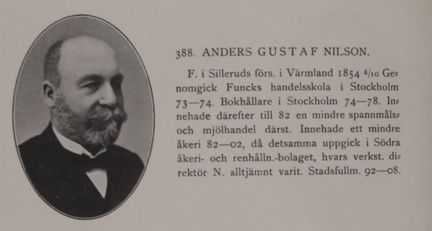 388. ANDERS GUSTAF NILSON.
F. i Silleruds förs. i Värmland 1854 4/10 Ge=
nomgick Funcks handelsskola i Stockholm
73—74. Bokhållare i Stockholm 74—78. In=
nehade därefter till 82 en mindre spannmåls=
och mjölhandel därst. Innehade ett mindre
åkeri 82—02, då detsamma uppgick i Södra
åkeri- och renhålln.-bolaget, hvars verkst. di=
rektör N. alltjämnt varit. Stadsfullm. 92—08.